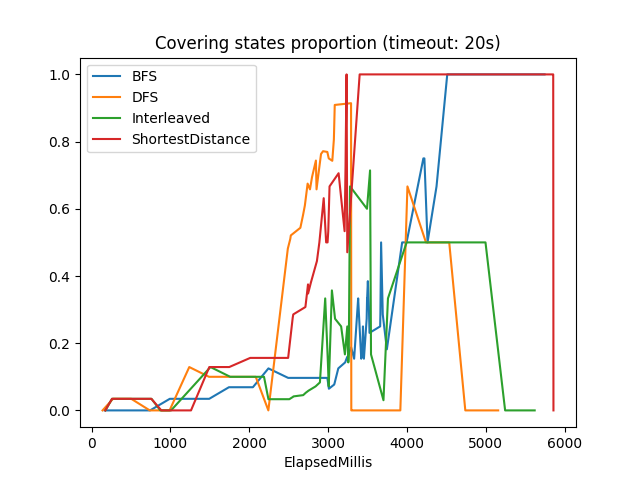 Covering states proportion (timeout: 20s)
BFS
DFS
Interleaved
ShortestDistance
1.0
0.8
0.6
0.4
0.2
0.0
0 1000 2000 3000 4000 5000 6000
ElapsedMillis